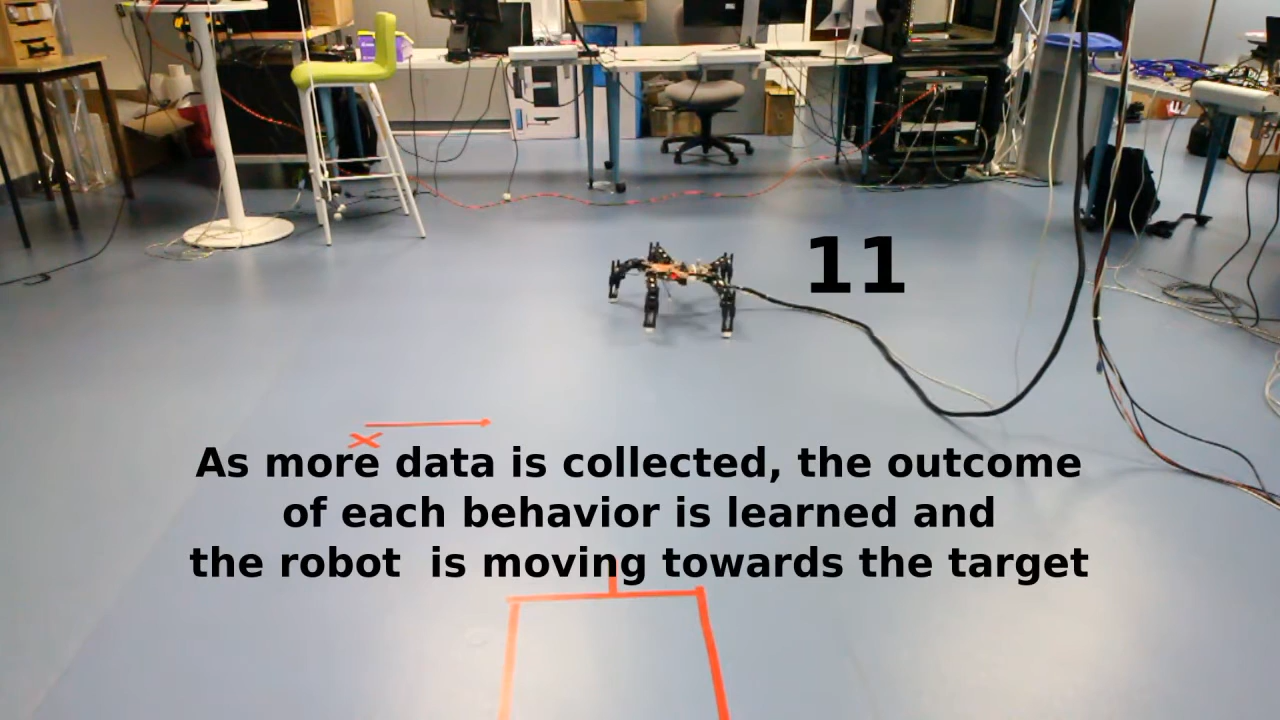 11
As more data is collected, the outcome
of each behavior is learned and
the robot  is moving towards the target